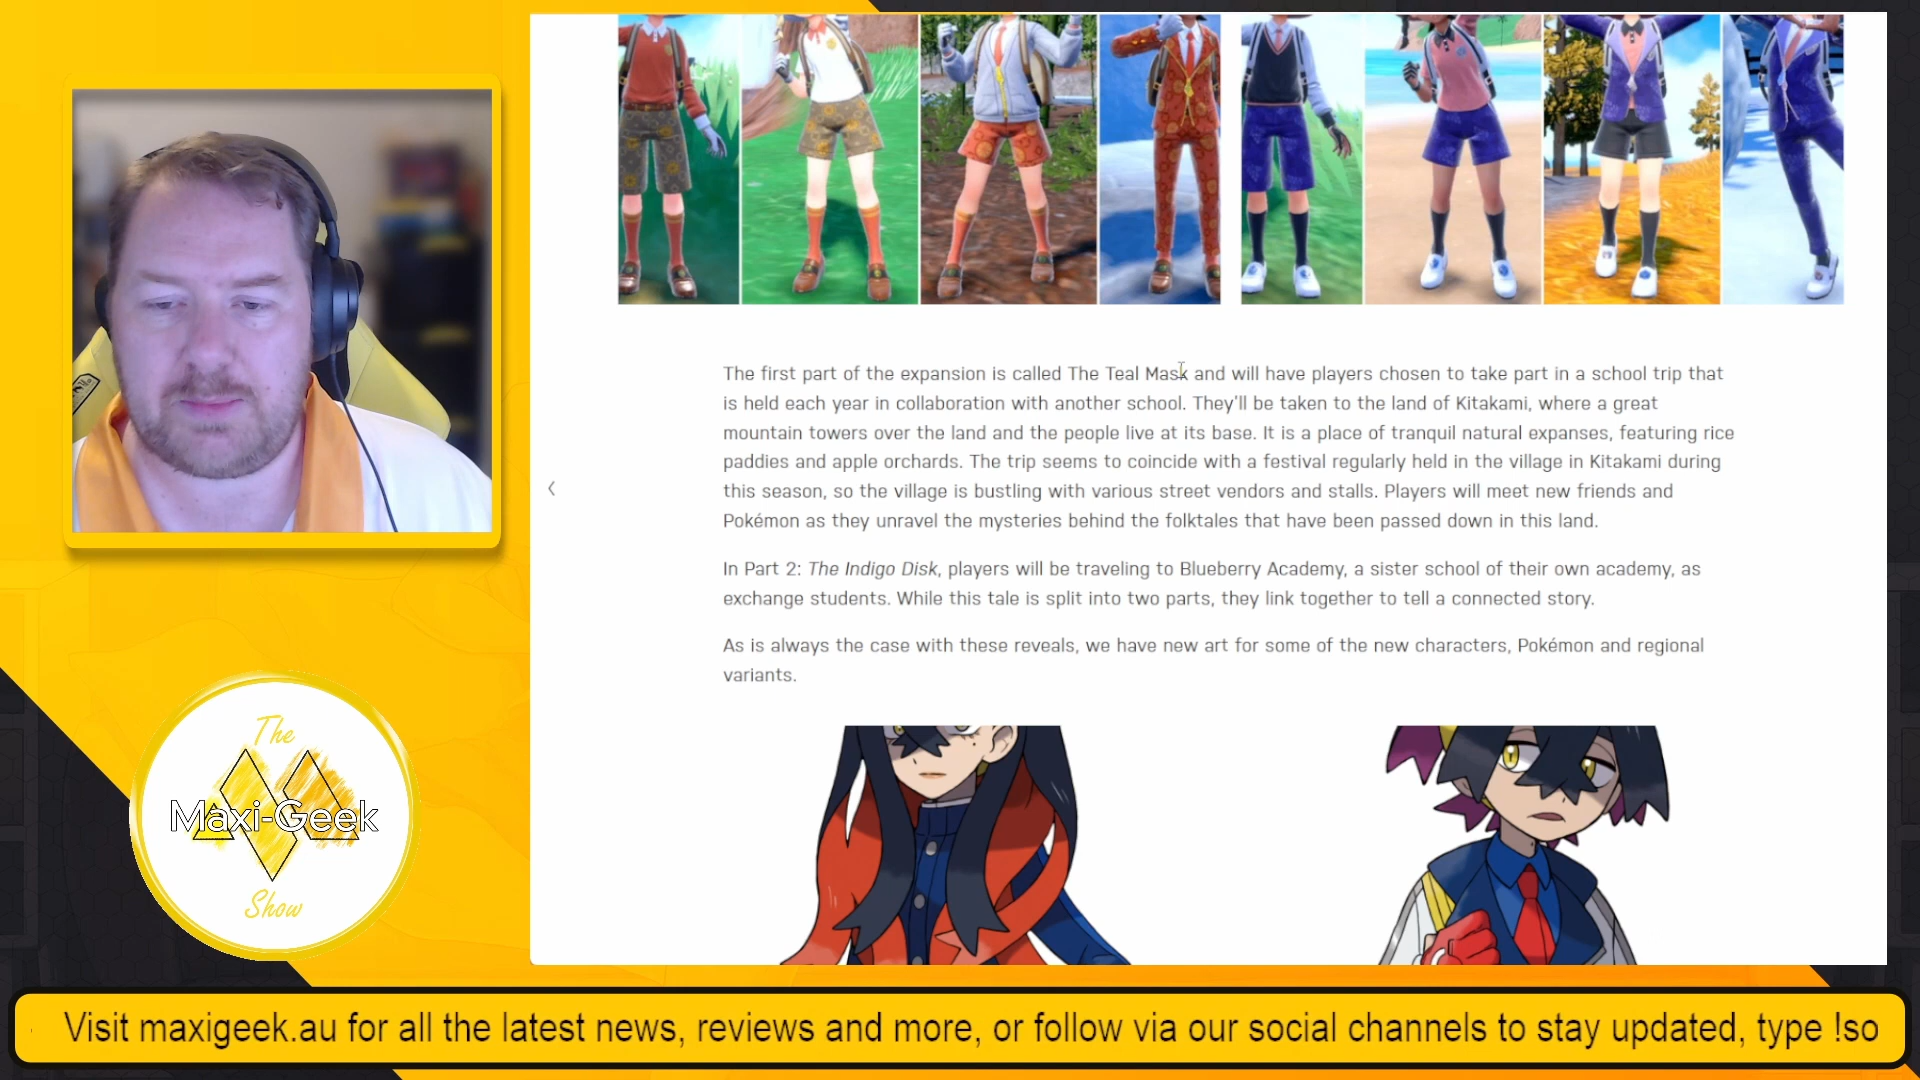 The first part of the expansion is called The Teal Mask and will have players chosen to take part in a school trip that
is held each year in collaboration with another school. They'll be taken to the land of Kitakami, where a great
mountain towers over the land and the people live at its base. It is a place of tranquil natural expanses, featuring rice
paddies and apple orchards. The trip seems to coincide with a festival regularly held in the village in Kitakami during
this season, so the village is bustling with various street vendors and stalls. Players will meet new friends and
Pokémon as they unravel the mysteries behind the folktales that have been passed down in this land.
In Part 2: The Indigo Disk, players will be traveling to Blueberry Academy, a sister school of their own academy, as
exchange students. While this tale is split into two parts, they link together to tell a connected story.
As is always the case with these reveals, we have new art for some of the new characters, Pokémon and regional
variants.
The
Maxi-Geek
Show
Visit maxigeek.au for all the latest news, reviews and more, or follow via our social channels to stay updated, type !so